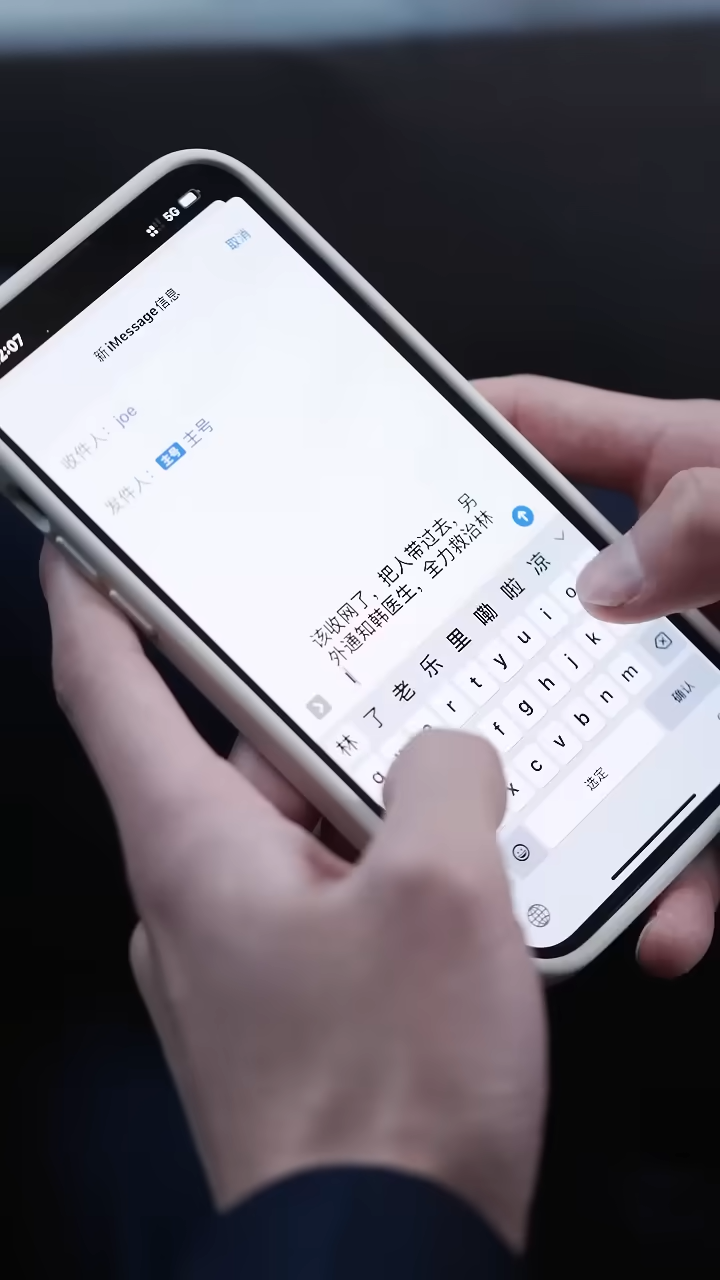 5G
2:07
取消
新iMessage信息
收件人：joe
发件人：主号 主号
该收网了，把人带过去，另
外通知韩医生，全力救治林
l
林 了 老 乐 里 嘞 啦 凉
q r t y u i o
f g h j k
x c v b n m
选定 确认